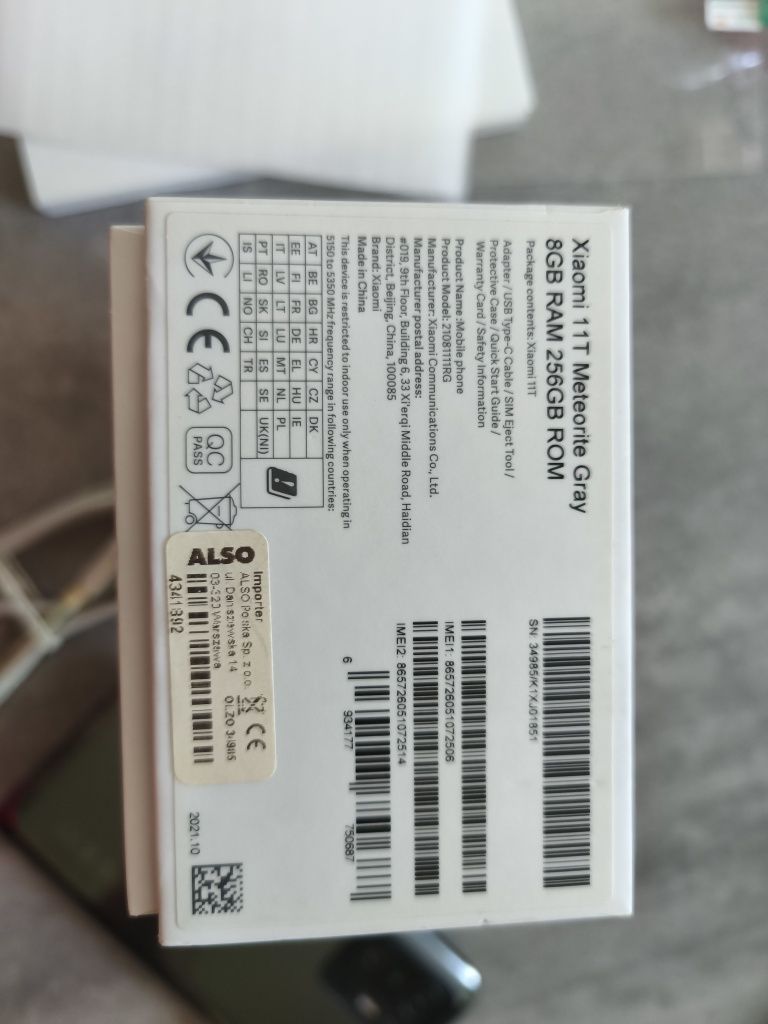 Xiaomi 11T Meteorite Gray
8GB RAM 256GB ROM
Package contents: Xiaomi 11T
Adapter / USB Type-C Cable / SIM Eject Tool /
Protective Case / Quick Start Guide /
Warranty Card / Safety Information
Product Name :Mobile phone
Product Model: 21081111RG
Manufacturer: Xiaomi Communications Co., Ltd.
Manufacturer postal address:
#019, 9th Floor, Building 6, 33 Xi'erqi Middle Road, Haidian
District, Beijing, China, 100085
Brand: Xiaomi
Made in China
This device is restricted to indoor use only when operating in
5150 to 5350 MHz frequency range in following countries:
AT BE BG HR CY CZ DK
EE FI FR DE EL HU IE
IT LV LT LU MT NL PL
PT RO SK SI ES SE UK(NI)
IS LI NO CH TR
CE
QC
PASS
SN: 34985/K1XJ01851
IMEI1: 865726051072506
IMEI2: 865726051072514
6 934177 750687
ALSO
Importer
ALSO Polska Sp. z o.o.
ul. Daniszewska 14
03-230 Warszawa
CE
4341892
2021.10